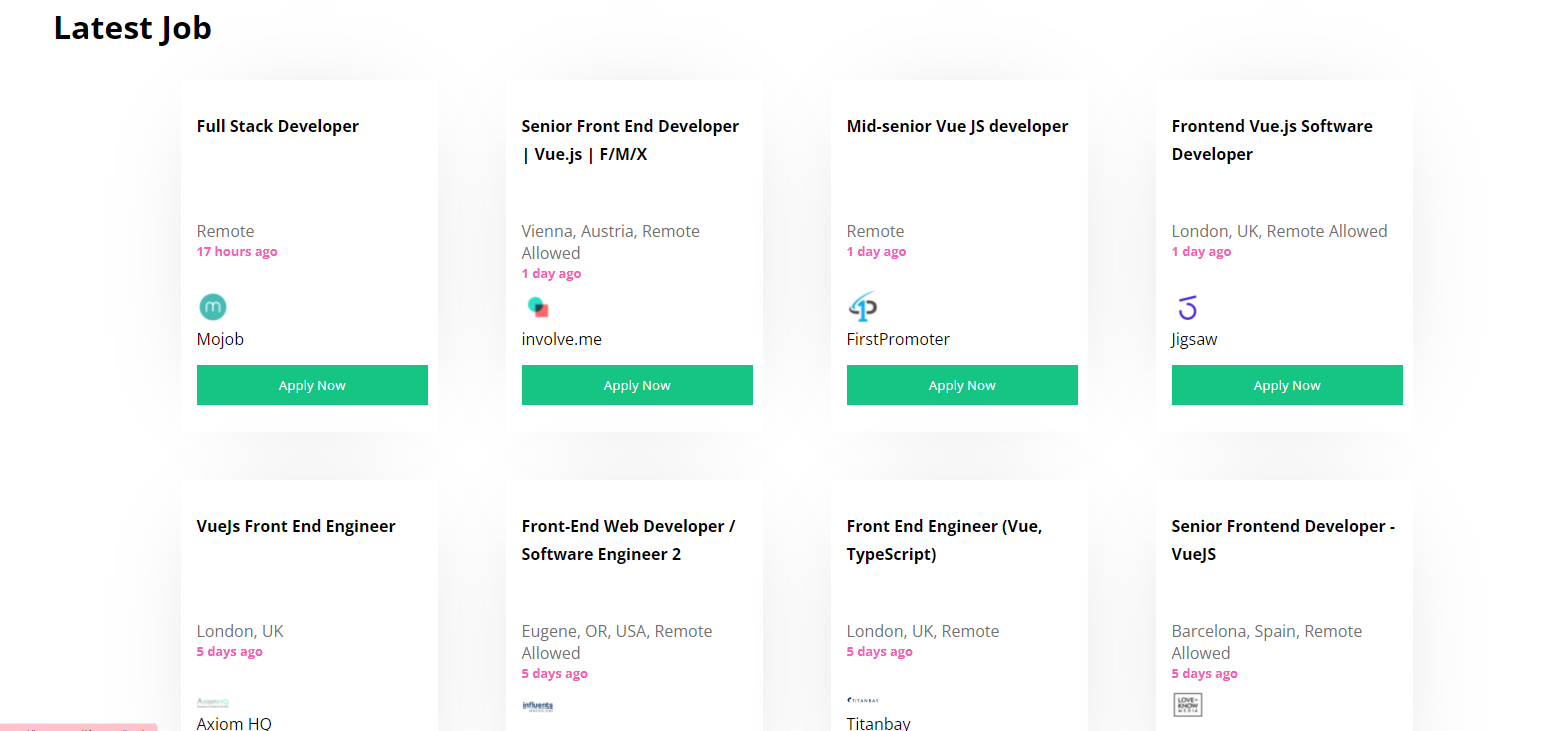 Latest Job
Full Stack Developer
Remote
17 hours ago
Mojob
Apply Now
Senior Front End Developer
| Vue.js | F/M/X
Vienna, Austria, Remote
Allowed
1 day ago
involve.me
Apply Now
Mid-senior Vue JS developer
Remote
1 day ago
FirstPromoter
Apply Now
Frontend Vue.js Software
Developer
London, UK, Remote Allowed
1 day ago
Jigsaw
Apply Now
VueJs Front End Engineer
London, UK
5 days ago
AxiomHQ
Axiom HQ
Front-End Web Developer /
Software Engineer 2
Eugene, OR, USA, Remote
Allowed
5 days ago
influents
Front End Engineer (Vue,
TypeScript)
London, UK, Remote
5 days ago
TITANBAY
Titanbay
Senior Frontend Developer -
VueJS
Barcelona, Spain, Remote
Allowed
5 days ago
LOVE-
KNOW
MEDIA